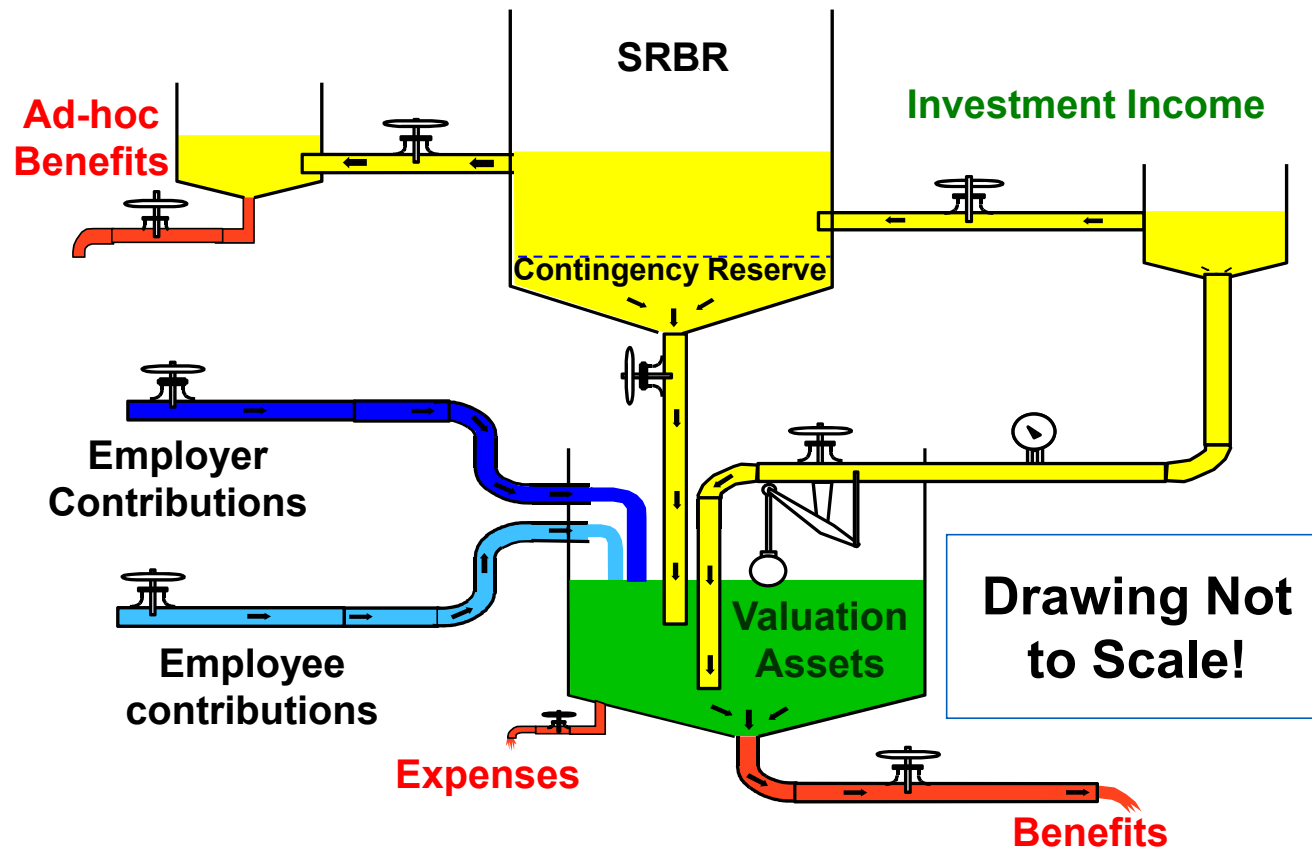 SRBR
Investment Income
Ad-hoc
Benefits
Contingency Reserve
Employer
Contributions
Employee
contributions
Valuation
Assets
Drawing Not
to Scale!
Expenses
Benefits